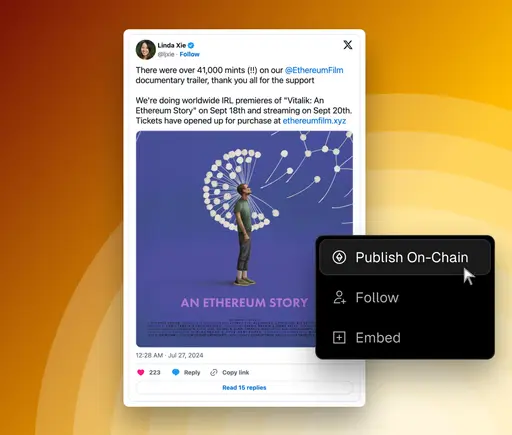 Linda Xie
@ljxie · Follow
There were over 41,000 mints (!!) on our @EthereumFilm
documentary trailer, thank you all for the support
We're doing worldwide IRL premieres of "Vitalik: An
Ethereum Story" on Sept 18th and streaming on Sept 20th.
Tickets have opened up for purchase at ethereumfilm.xyz
AN ETHEREUM STORY
12:28 AM · Jul 27, 2024
223 Reply Copy link
Read 15 replies
Publish On-Chain
Follow
Embed